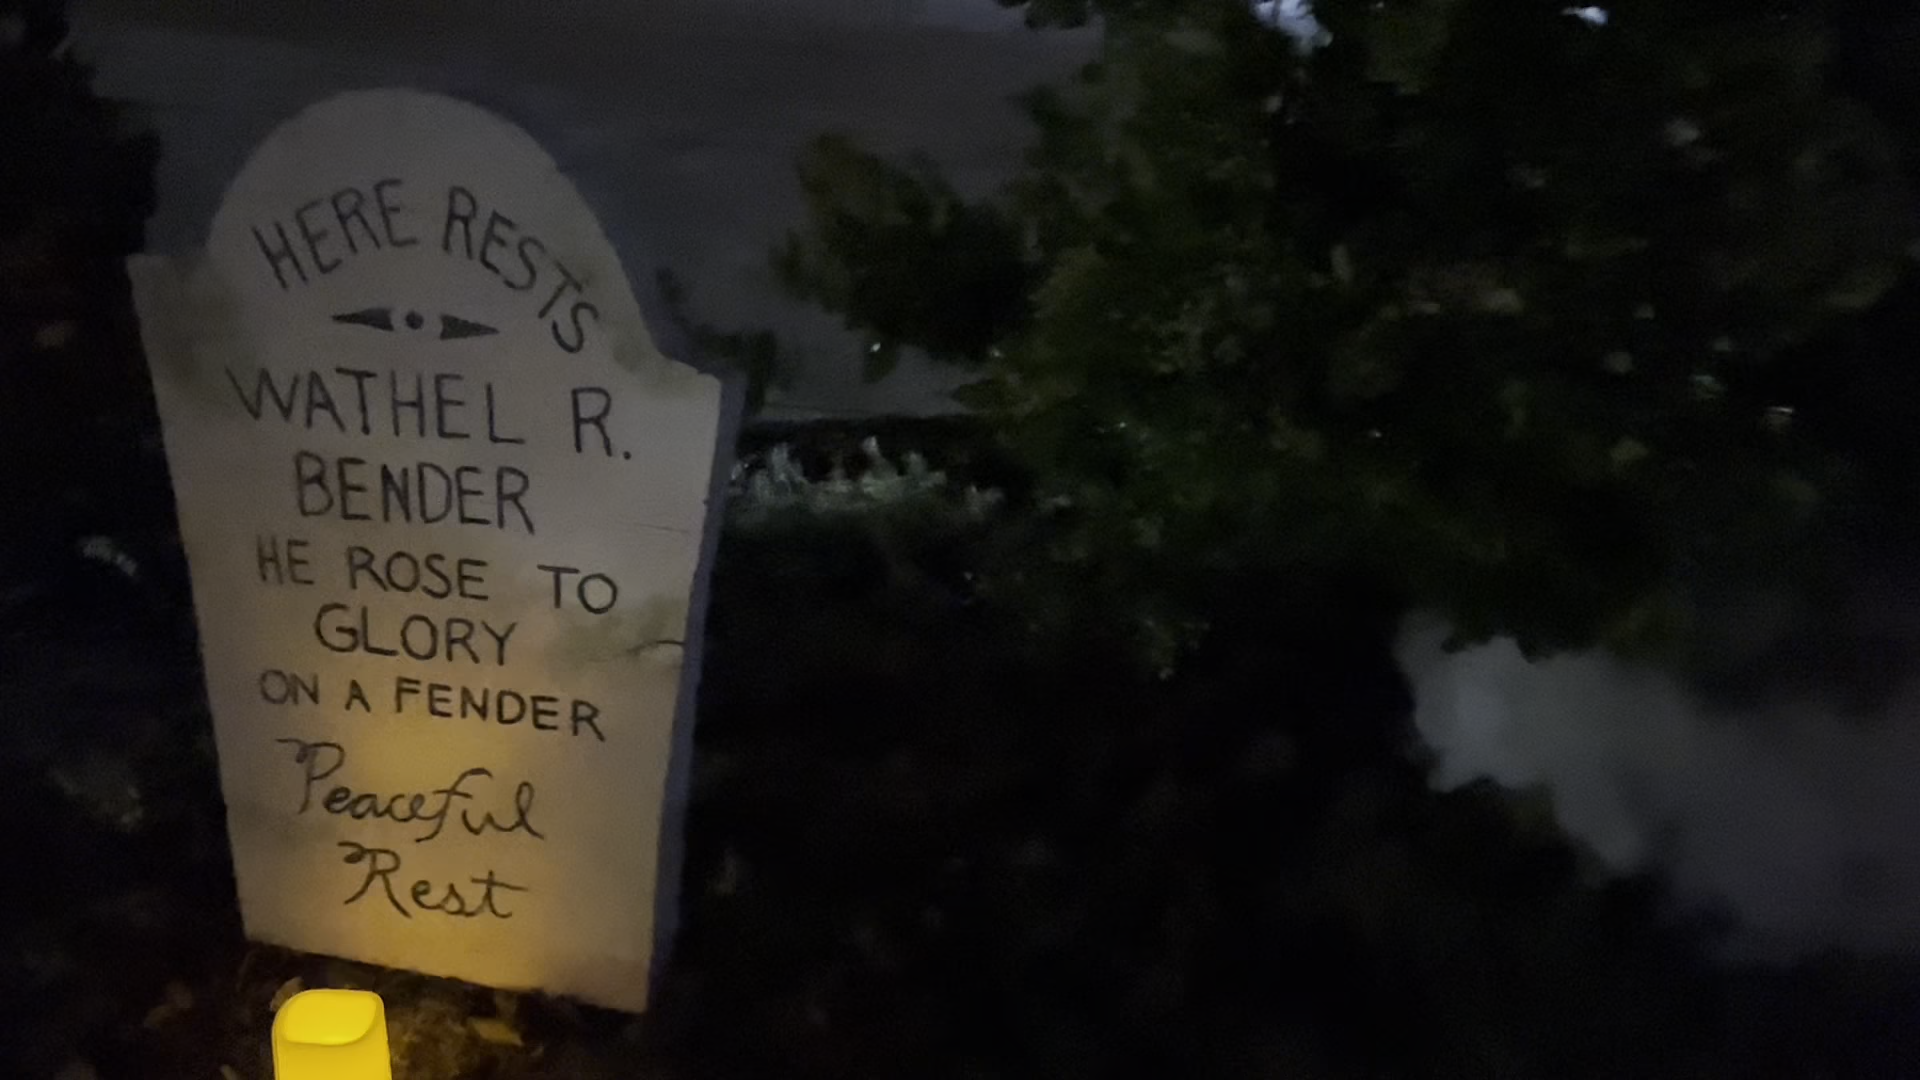 HERE RESTS
WATHEL R.
BENDER
HE ROSE TO
GLORY
ON A FENDER
Peaceful
Rest